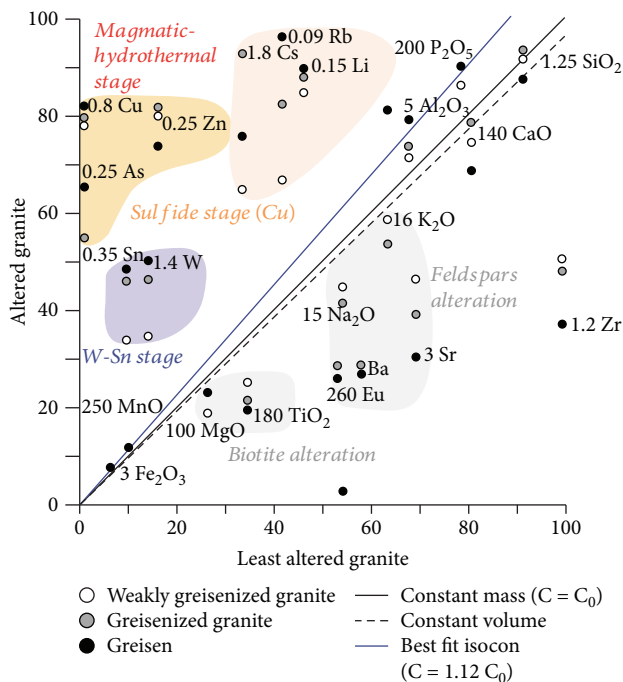 Magmatic-
hydrothermal
stage
0.09 Rb
1.8 Cs
0.15 Li
200 P₂O₅
1.25 SiO₂
0.8 Cu
0.25 Zn
5 Al₂O₃
140 CaO
0.25 As
Sulfide stage (Cu)
16 K₂O
0.35 Sn
1.4 W
Feldspars
alteration
15 Na₂O
W-Sn stage
1.2 Zr
Ba
3 Sr
260 Eu
250 MnO
100 MgO
180 TiO₂
Biotite alteration
3 Fe₂O₃
Altered granite
100
80
60
40
20
0
0
20
40
60
80
100
Least altered granite
Weakly greisenized granite
Greisenized granite
Greisen
Constant mass (C = C₀)
Constant volume
Best fit isocon
(C = 1.12 C₀)